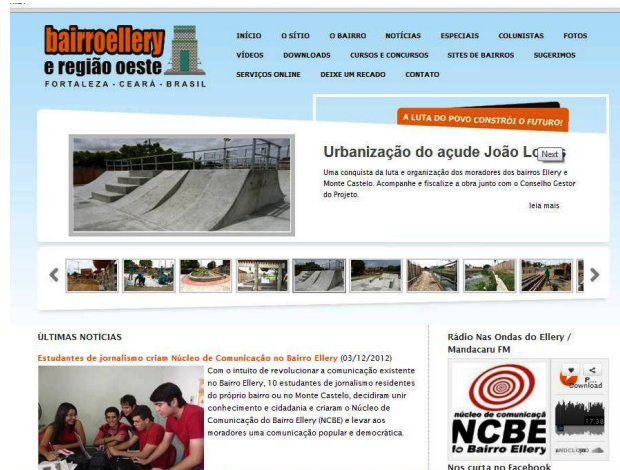 bairroellery
e região oeste
FORTALEZA - CEARÁ - BRASIL
INÍCIO O SÍTIO O BAIRRO NOTÍCIAS ESPECIAIS COLUNISTAS FOTOS
VÍDEOS DOWNLOADS CURSOS E CONCURSOS SITES DE BAIRROS SUGERIMOS
SERVIÇOS ONLINE DEIXE UM RECADO CONTATO
A LUTA DO POVO CONSTRÓI O FUTURO!
Urbanização do açude João
Next
Uma conquista da luta e organização dos moradores dos bairros Ellery e
Monte Castelo. Acompanhe e fiscalize a obra junto com o Conselho Gestor
do Projeto.
leia mais
ÚLTIMAS NOTÍCIAS
Estudantes de jornalismo criam Núcleo de Comunicação no Bairro Ellery (03/12/2012)
Com o intuito de revolucionar a comunicação existente
no Bairro Ellery, 10 estudantes de jornalismo residentes
do próprio bairro ou no Monte Castelo, decidiram unir
conhecimento e cidadania e criaram o Núcleo de
Comunicação do Bairro Ellery (NCBE) e levar aos
moradores uma comunicação popular e democrática.
Rádio Nas Ondas do Ellery /
Mandacaru FM
núcleo de comunicaçã
NCBE
do Bairro Ellery
P...
Download
17:38
Nos curta no Facebook